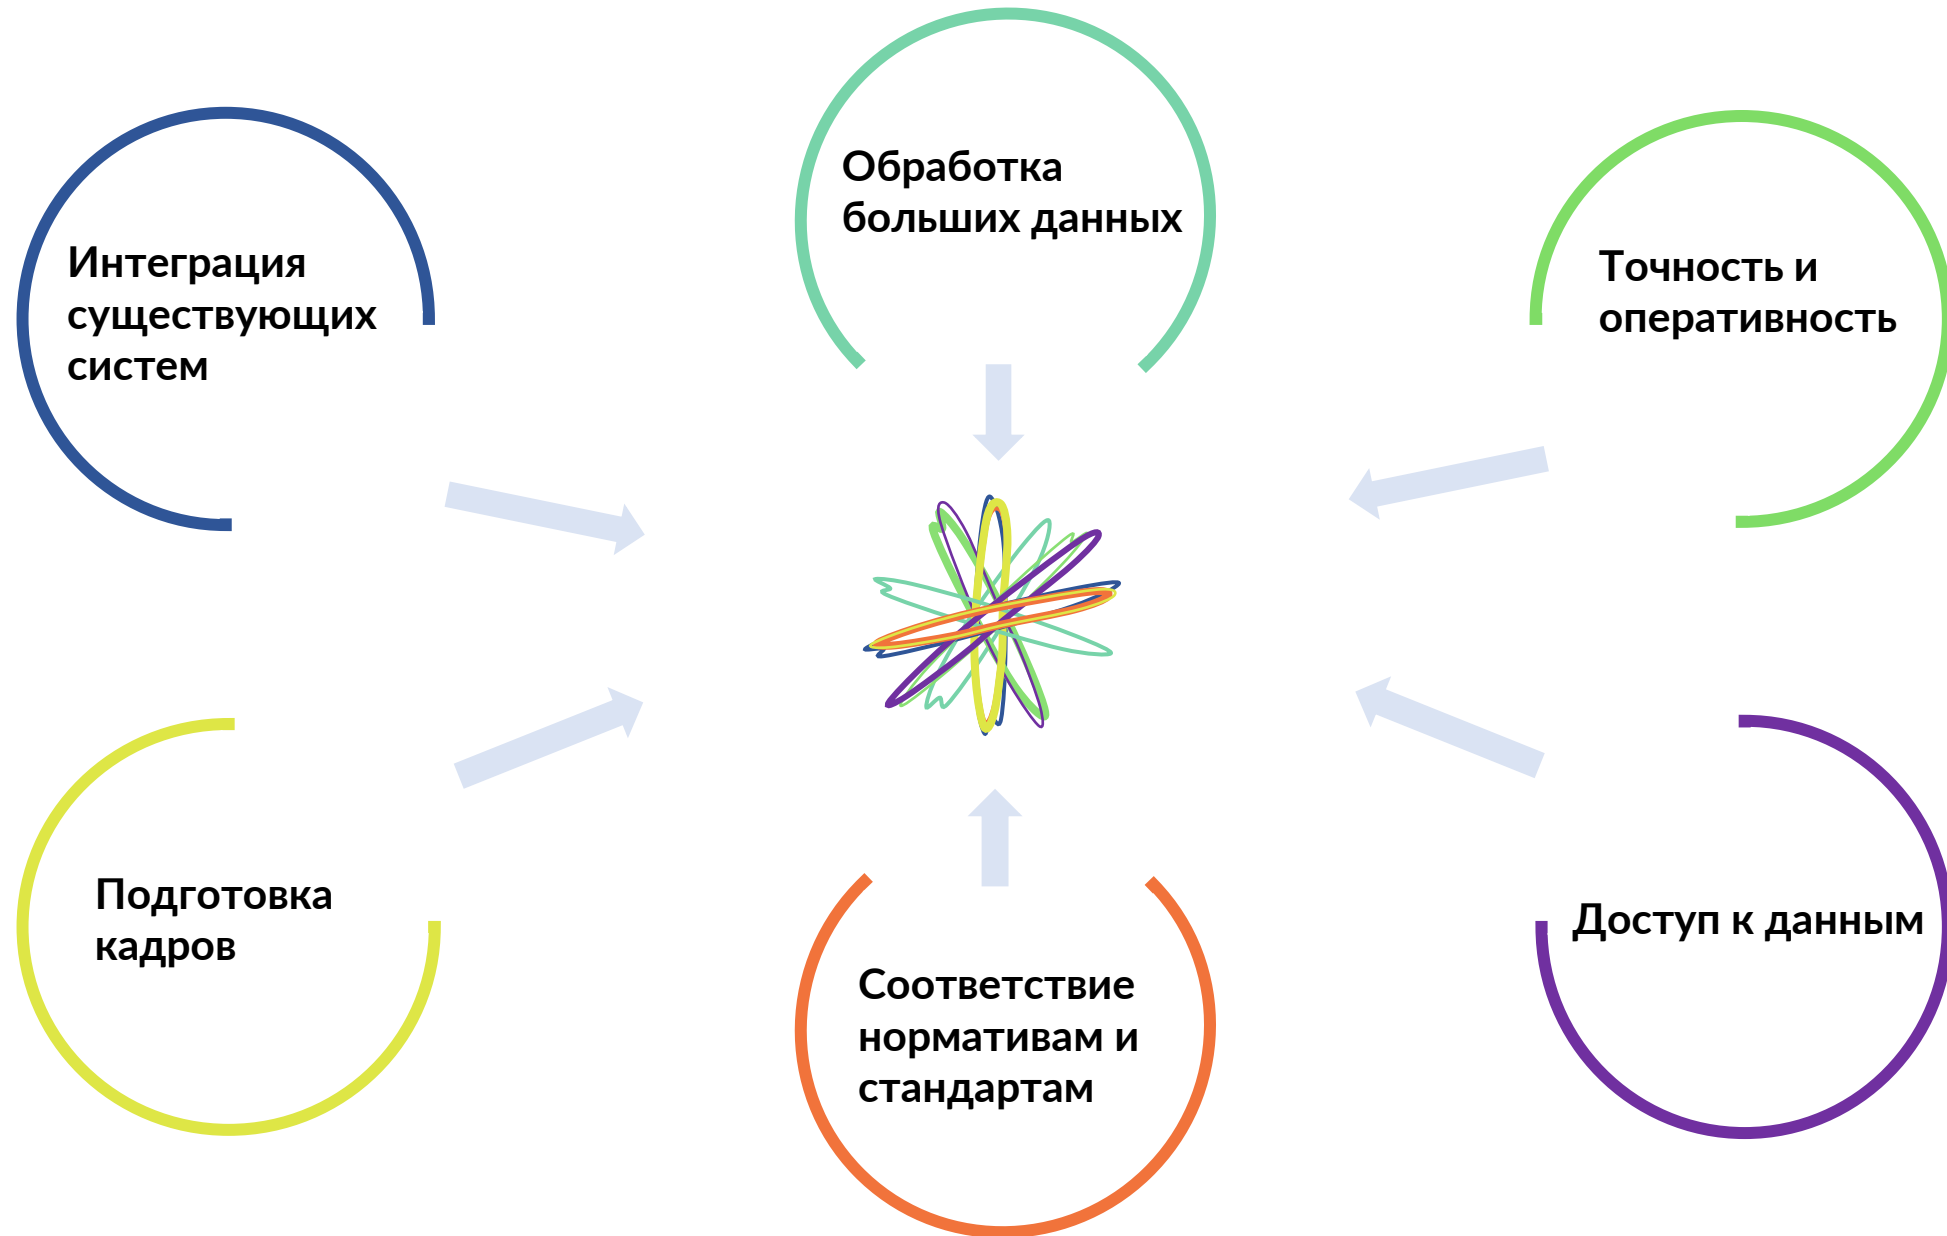 Интеграция
существующих
систем
Обработка
больших данных
Точность и
оперативность
Подготовка
кадров
Соответствие
нормативам и
стандартам
Доступ к данным